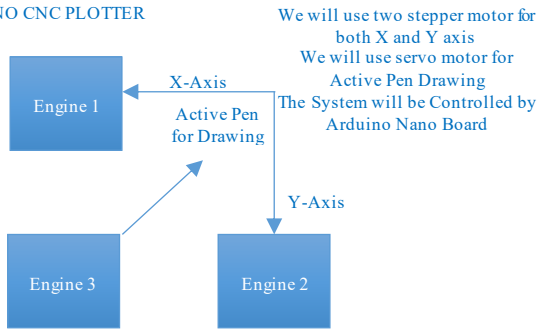 NO CNC PLOTTER
We will use two stepper motor for
both X and Y axis
We will use servo motor for
Active Pen Drawing
The System will be Controlled by
Arduino Nano Board
X-Axis
Engine 1
Active Pen
for Drawing
Y-Axis
Engine 3
Engine 2